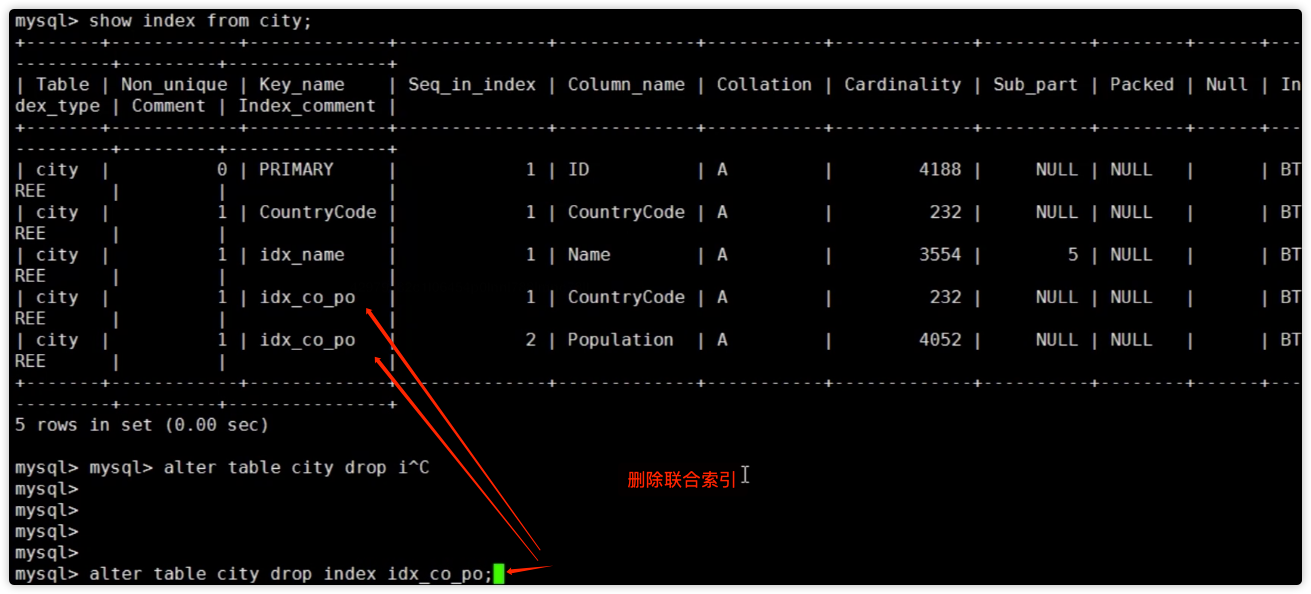 mysql> show index from city;
+-------+------------+--------------+--------------+-------------+-----------+-------------+----------+--------+------+---
---------+---------+---------------+
| Table | Non_unique | Key_name     | Seq_in_index | Column_name | Collation | Cardinality | Sub_part | Packed | Null | In
dex_type | Comment | Index_comment |
+-------+------------+--------------+--------------+-------------+-----------+-------------+----------+--------+------+---
---------+---------+---------------+
| city  |          0 | PRIMARY      |            1 | ID          | A         |        4188 |     NULL | NULL   |      | BT
REE      |         |               |
| city  |          1 | CountryCode |            1 | CountryCode | A         |         232 |     NULL | NULL   |      | BT
REE      |         |               |
| city  |          1 | idx_name     |            1 | Name        | A         |        3554 |        5 | NULL   |      | BT
REE      |         |               |
| city  |          1 | idx_co_po    |            1 | CountryCode | A         |         232 |     NULL | NULL   |      | BT
REE      |         |               |
| city  |          1 | idx_co_po    |            2 | Population  | A         |        4052 |     NULL | NULL   |      | BT
REE      |         |               |
+-------+------------+--------------+--------------+-------------+-----------+-------------+----------+--------+------+---
---------+---------+---------------+
5 rows in set (0.00 sec)
mysql> mysql> alter table city drop i^C
删除联合索引
mysql>
mysql>
mysql>
mysql>
mysql> alter table city drop index idx_co_po;